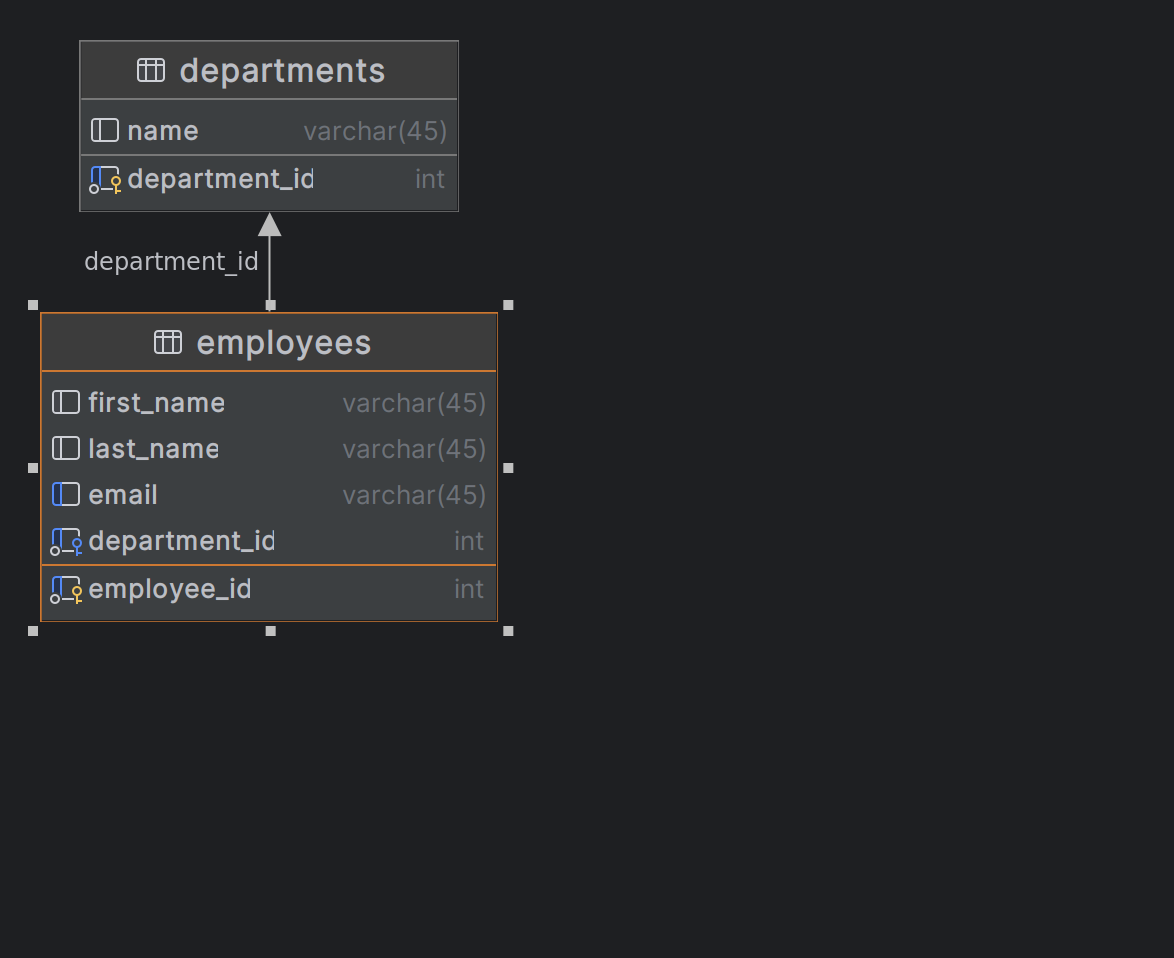 departments
name varchar(45)
department_id int
department_id
employees
first_name varchar(45)
last_name varchar(45)
email varchar(45)
department_id int
employee_id int